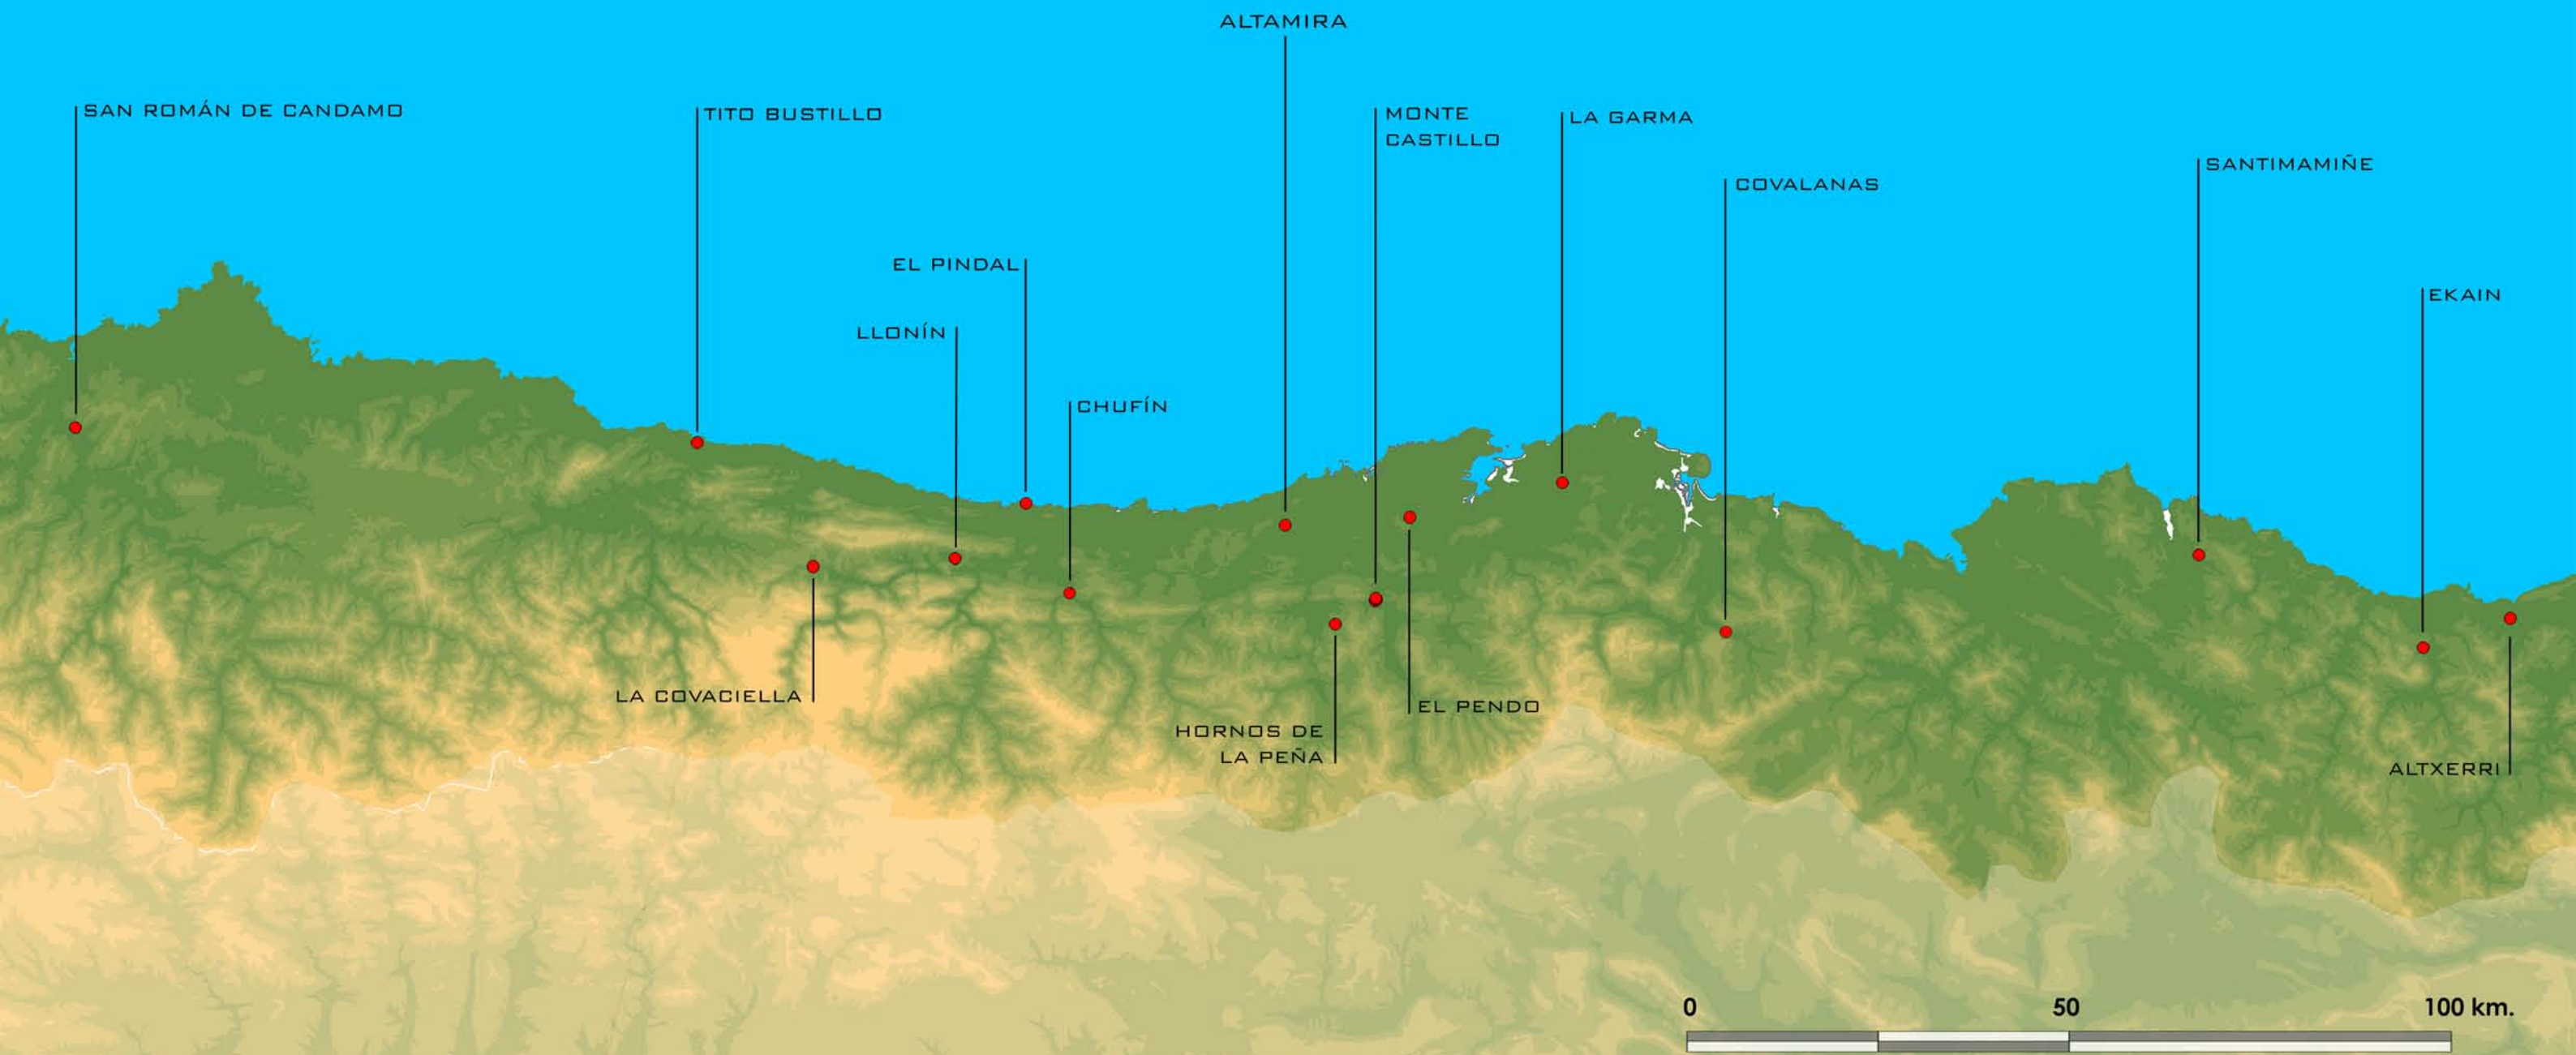 ALTAMIRA
SAN ROMÁN DE CANDAMO
TITO BUSTILLO
MONTE
CASTILLO
LA GARMA
SANTIMAMIÑE
COVALANAS
EL PINDAL
EKAIN
LLONÍN
CHUFÍN
LA COVACIELLA
EL PENDO
HORNOS DE
LA PEÑA
ALTXERRI
0 50 100 km.